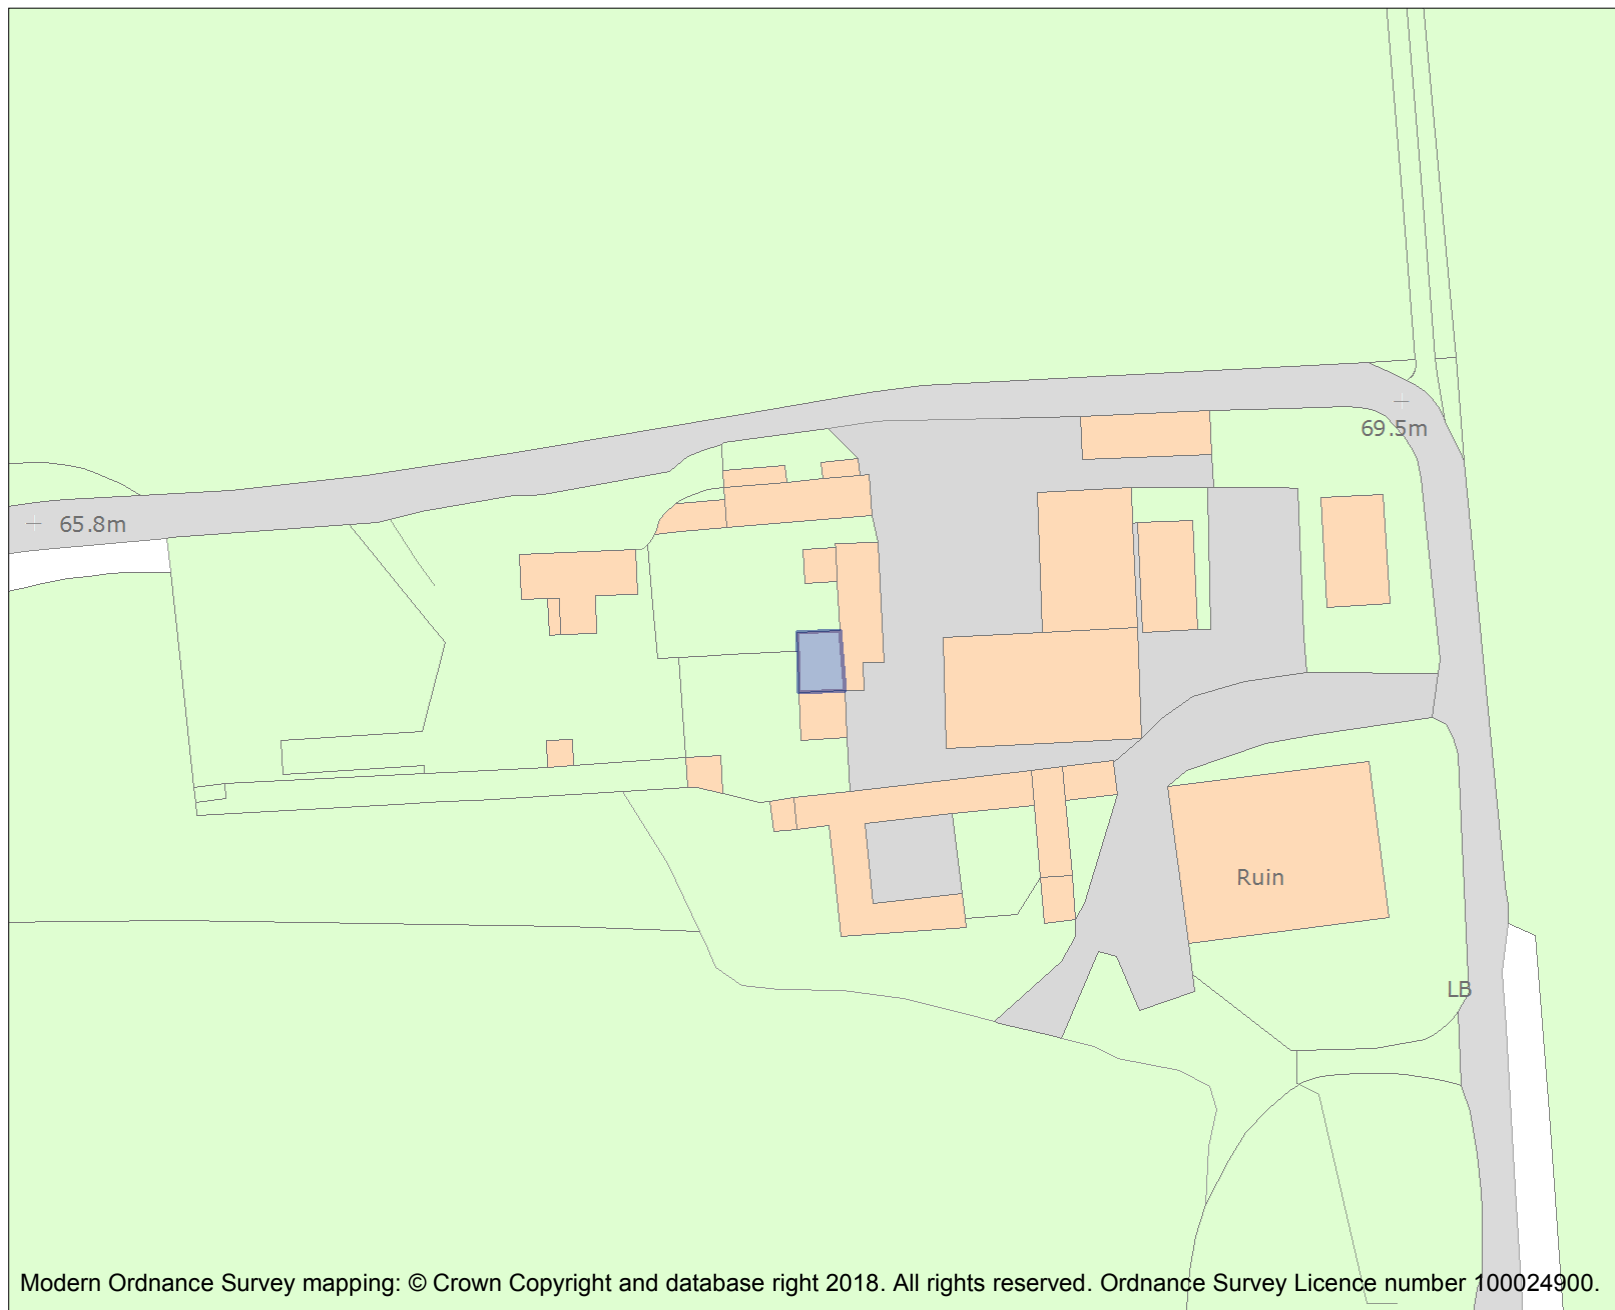 69.5m
65.8m
Ruin
LB
Modern Ordnance Survey mapping: © Crown Copyright and database right 2018. All rights reserved. Ordnance Survey Licence number 100024900.